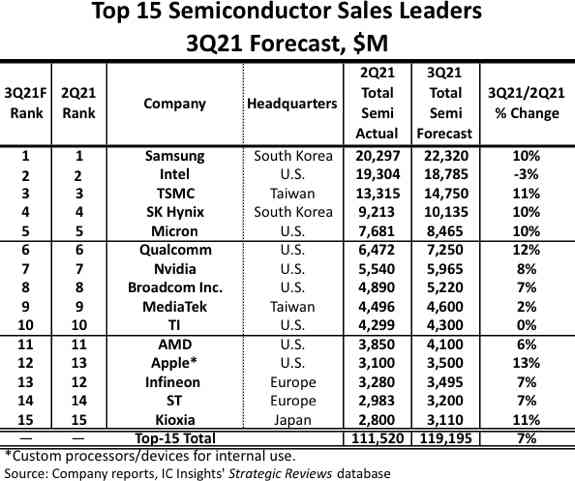 Top 15 Semiconductor Sales Leaders
3Q21 Forecast, $M
3Q21F Rank 2Q21 Rank Company Headquarters 2Q21 Total Semi Actual 3Q21 Total Semi Forecast 3Q21/2Q21 % Change
1 1 Samsung South Korea 20,297 22,320 10%
2 2 Intel U.S. 19,304 18,785 -3%
3 3 TSMC Taiwan 13,315 14,750 11%
4 4 SK Hynix South Korea 9,213 10,135 10%
5 5 Micron U.S. 7,681 8,465 10%
6 6 Qualcomm U.S. 6,472 7,250 12%
7 7 Nvidia U.S. 5,540 5,965 8%
8 8 Broadcom Inc. U.S. 4,890 5,220 7%
9 9 MediaTek Taiwan 4,496 4,600 2%
10 10 TI U.S. 4,299 4,300 0%
11 11 AMD U.S. 3,850 4,100 6%
12 13 Apple* U.S. 3,100 3,500 13%
13 12 Infineon Europe 3,280 3,495 7%
14 14 ST Europe 2,983 3,200 7%
15 15 Kioxia Japan 2,800 3,110 11%
— — Top-15 Total 111,520 119,195 7%
*Custom processors/devices for internal use.
Source: Company reports, IC Insights' Strategic Reviews database